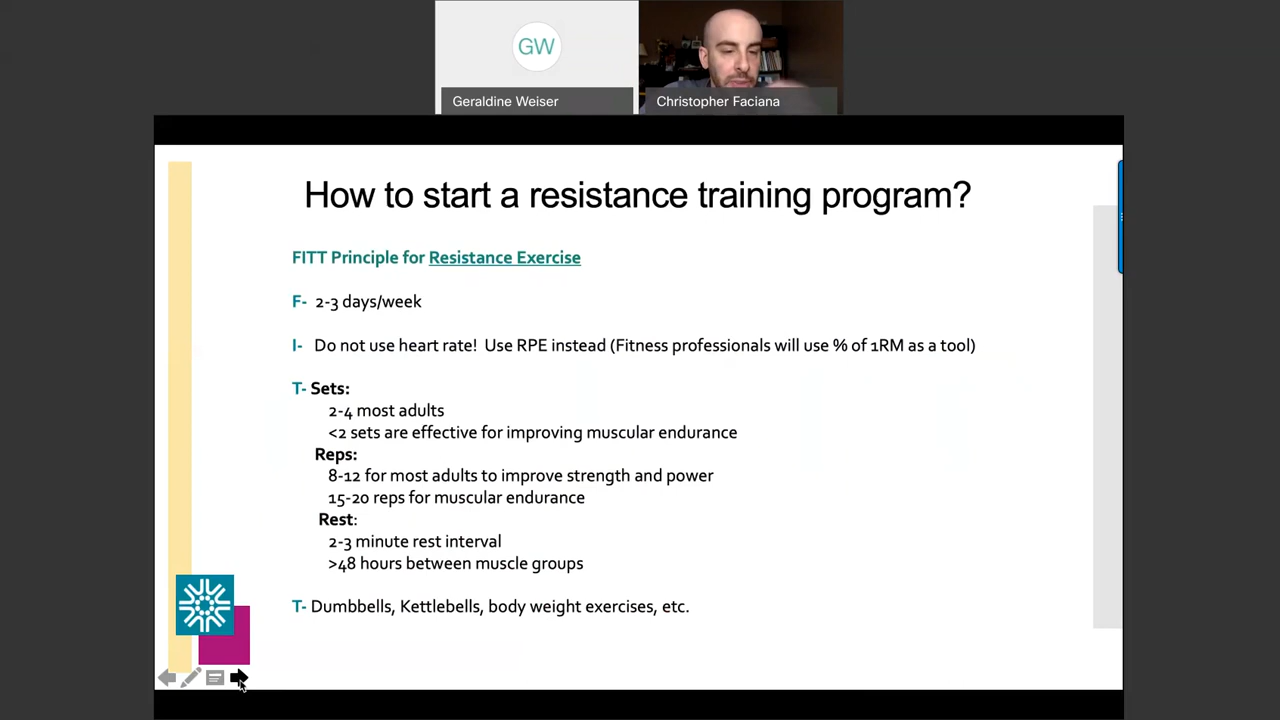 GW
Geraldine Weiser
Christopher Faciana
How to start a resistance training program?
FITT Principle for Resistance Exercise
F- 2-3 days/week
I- Do not use heart rate! Use RPE instead (Fitness professionals will use % of 1RM as a tool)
T- Sets:
2-4 most adults
<2 sets are effective for improving muscular endurance
Reps:
8-12 for most adults to improve strength and power
15-20 reps for muscular endurance
Rest:
2-3 minute rest interval
>48 hours between muscle groups
T- Dumbbells, Kettlebells, body weight exercises, etc.